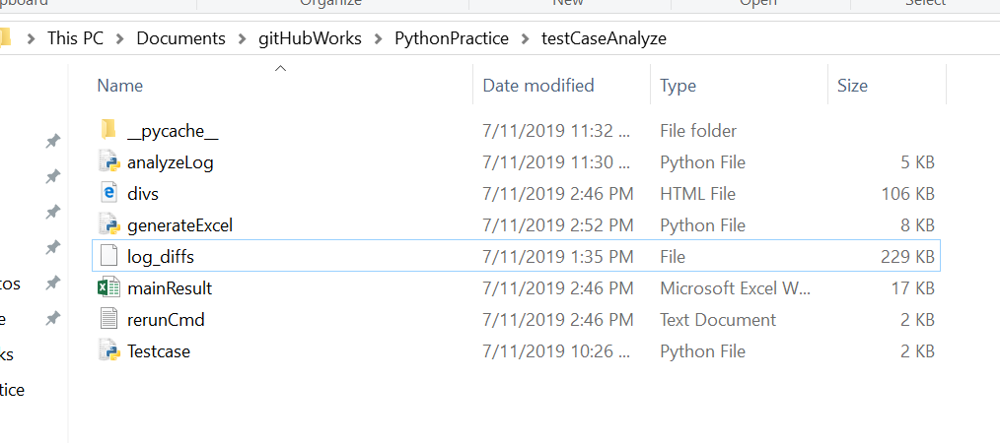 Organize
New
Open
Select
This PC > Documents > gitHubWorks > PythonPractice > testCaseAnalyze
Name Date modified Type Size
__pycache__ 7/11/2019 11:32 ... File folder
analyzeLog 7/11/2019 11:30 ... Python File 5 KB
divs 7/11/2019 2:46 PM HTML File 106 KB
generateExcel 7/11/2019 2:52 PM Python File 8 KB
log_diffs 7/11/2019 1:35 PM File 229 KB
mainResult 7/11/2019 2:46 PM Microsoft Excel W... 17 KB
rerunCmd 7/11/2019 2:46 PM Text Document 2 KB
Testcase 7/11/2019 10:26 ... Python File 2 KB